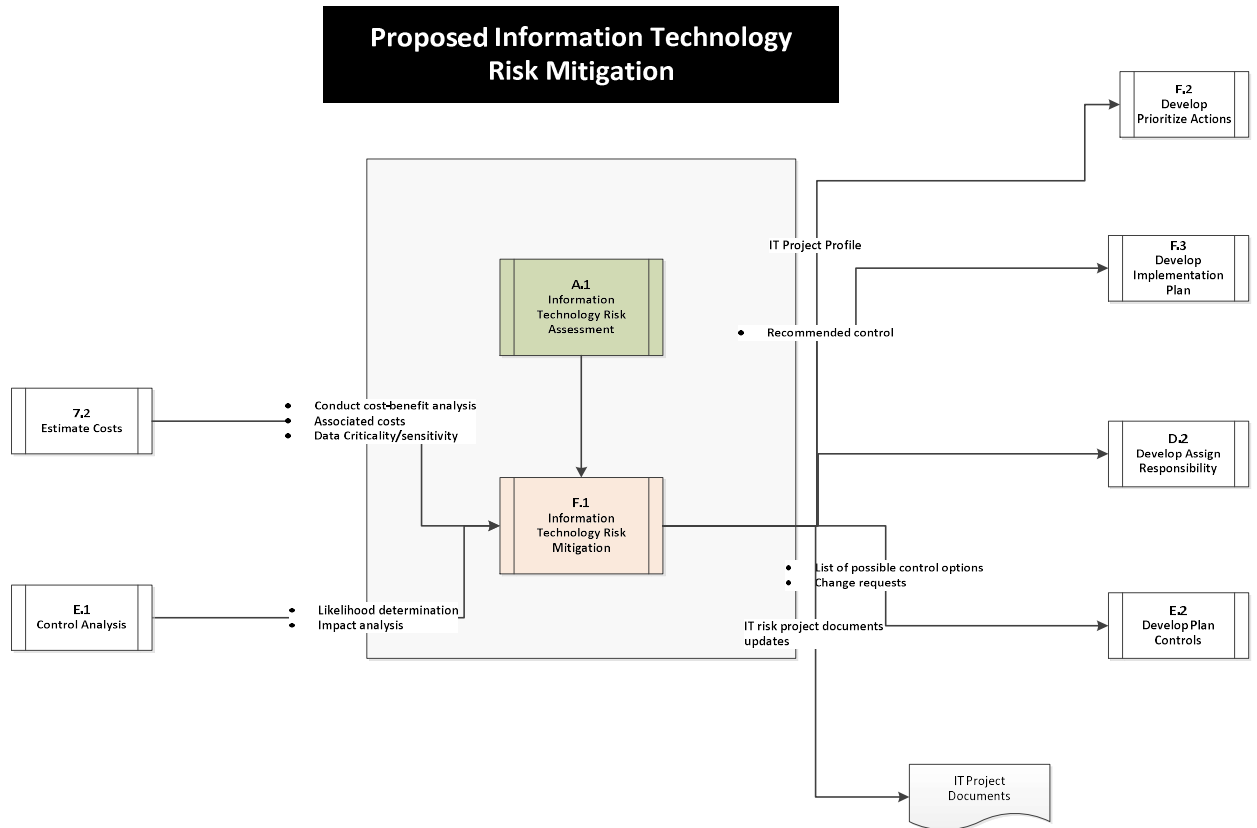 Proposed Information Technology
Risk Mitigation
F.2
Develop
Prioritize Actions
IT Project Profile
F.3
Develop
Implementation
Plan
A.1
Information
Technology Risk
Assessment
• Recommended control
7.2
Estimate Costs
• Conduct cost-benefit analysis
• Associated costs
• Data Criticality/sensitivity
D.2
Develop Assign
Responsibility
F.1
Information
Technology Risk
Mitigation
• List of possible control options
• Change requests
E.1
Control Analysis
• Likelihood determination
• Impact analysis
IT risk project documents
updates
E.2
Develop Plan
Controls
IT Project
Documents